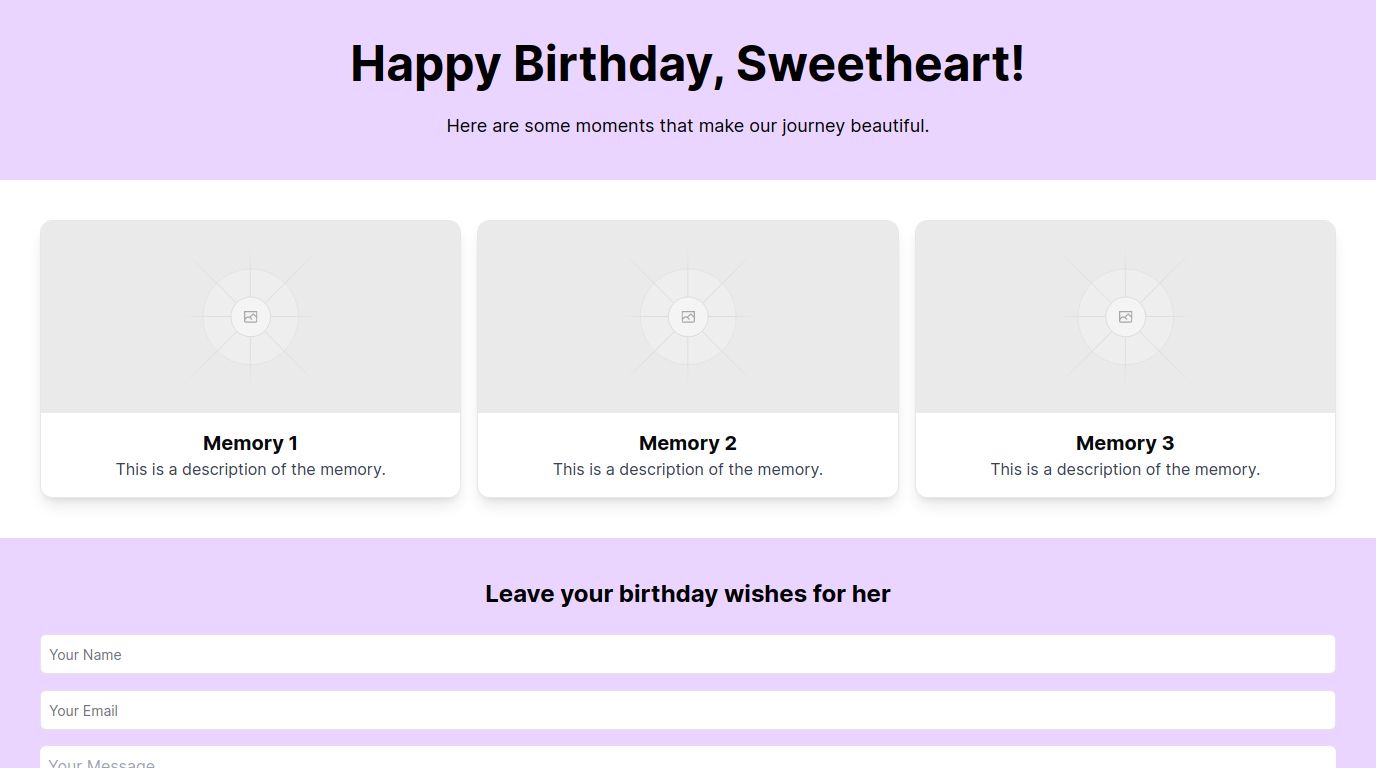 Happy Birthday, Sweetheart!
Here are some moments that make our journey beautiful.
Memory 1
This is a description of the memory.
Memory 2
This is a description of the memory.
Memory 3
This is a description of the memory.
Leave your birthday wishes for her
Your Name
Your Email
Your Message